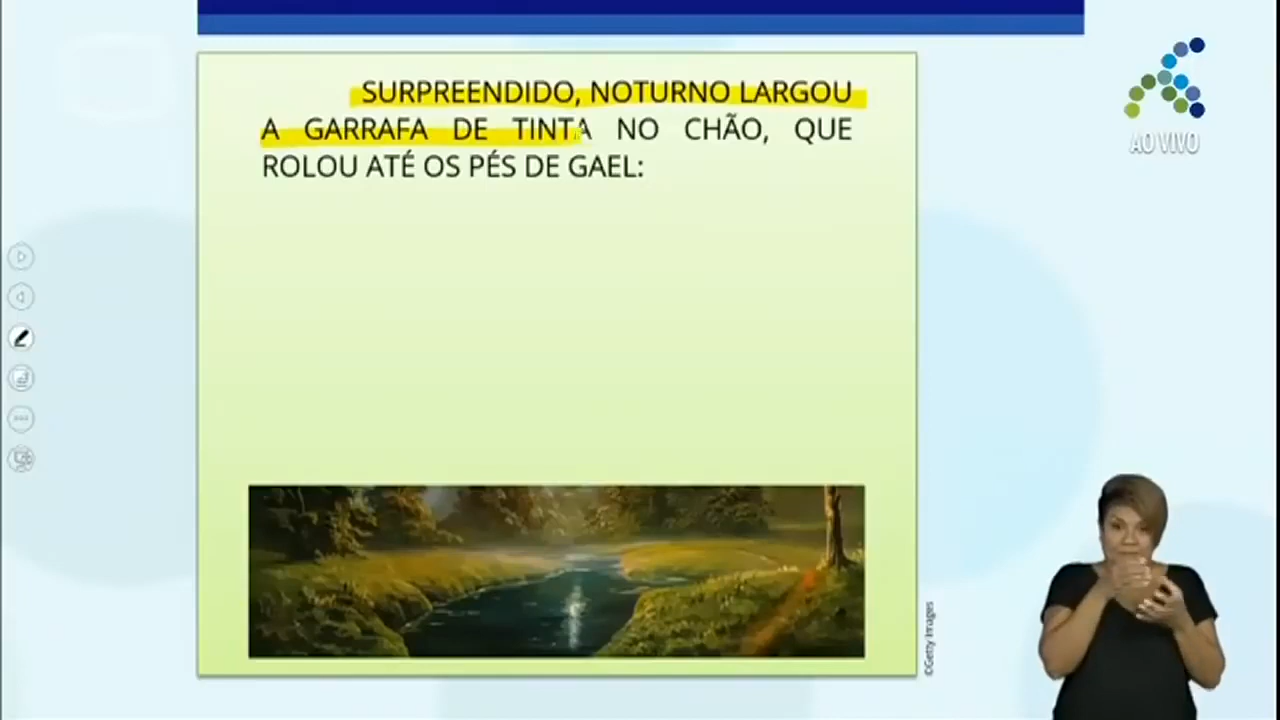 SURPREENDIDO, NOTURNO LARGOU
A GARRAFA DE TINTA NO CHÃO, QUE
ROLOU ATÉ OS PÉS DE GAEL:
AO VIVO
©Getty Images